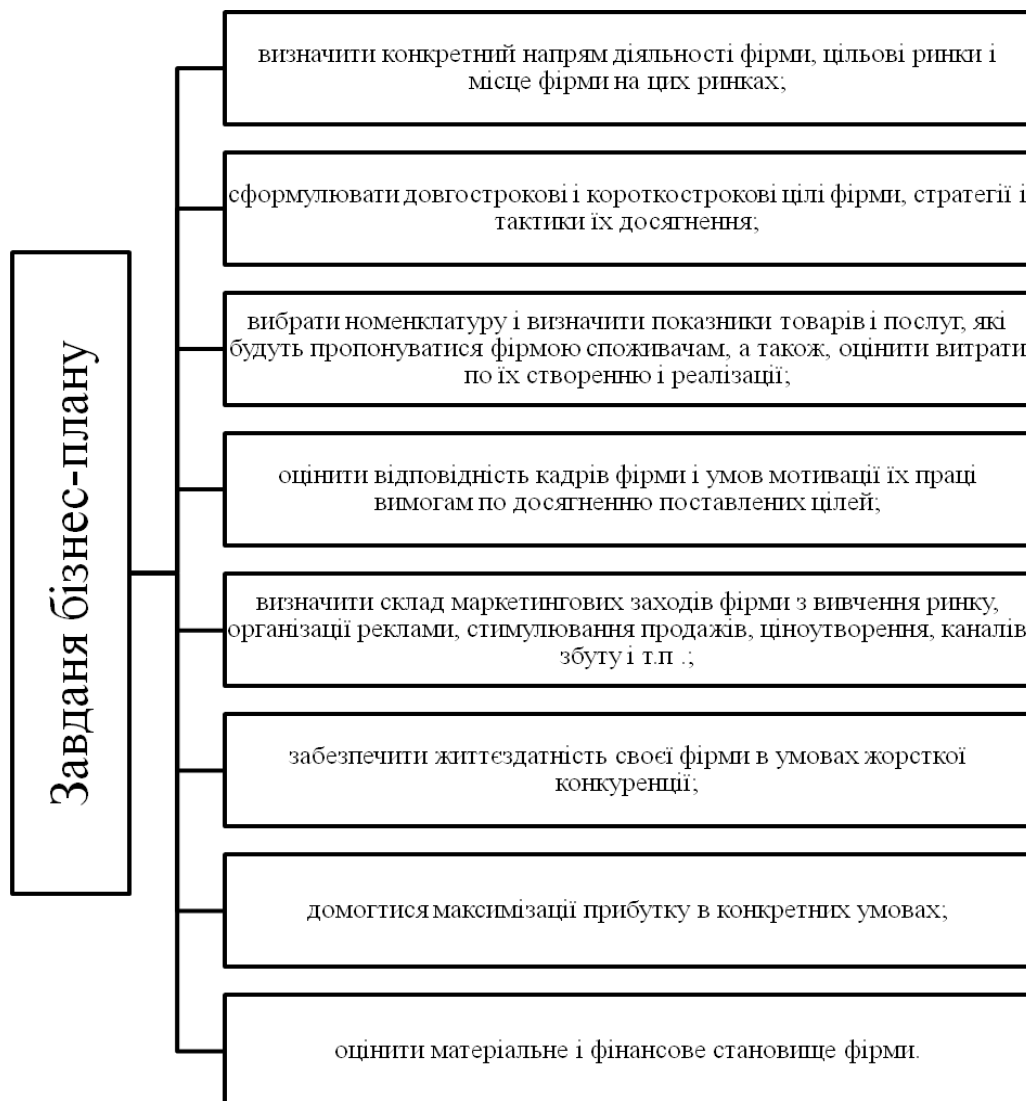 Завданя бізнес-плану
визначити конкретний напрям діяльності фірми, цільові ринки і
місце фірми на цих ринках;
сформулювати довгострокові і короткострокові цілі фірми, стратегії і
тактики їх досягнення;
вибрати номенклатуру і визначити показники товарів і послуг, які
будуть пропонуватися фірмою споживачам, а також, оцінити витрати
по їх створенню і реалізації;
оцінити відповідність кадрів фірми і умов мотивації їх праці
вимогам по досягненню поставлених цілей;
визначити склад маркетингових заходів фірми з вивчення ринку,
організації реклами, стимулювання продажів, ціноутворення, каналів
збуту і т.п .;
забезпечити життєздатність своєї фірми в умовах жорсткої
конкуренції;
домогтися максимізації прибутку в конкретних умовах;
оцінити матеріальне і фінансове становище фірми.